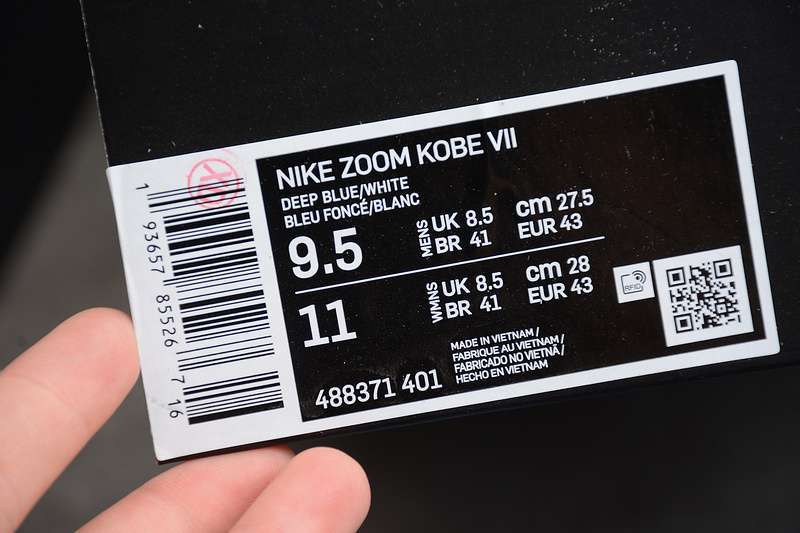 NIKE ZOOM KOBE VII
DEEP BLUE/WHITE
BLEU FONCÉ/BLANC
9.5
MENS
UK 8.5
BR 41
cm 27.5
EUR 43
11
WMNS
UK 8.5
BR 41
cm 28
EUR 43
RFID
488371 401
MADE IN VIETNAM /
FABRIQUE AU VIETNAM /
FABRICADO NO VIETNÃ /
HECHO EN VIETNAM
1 93657 85526 7 16